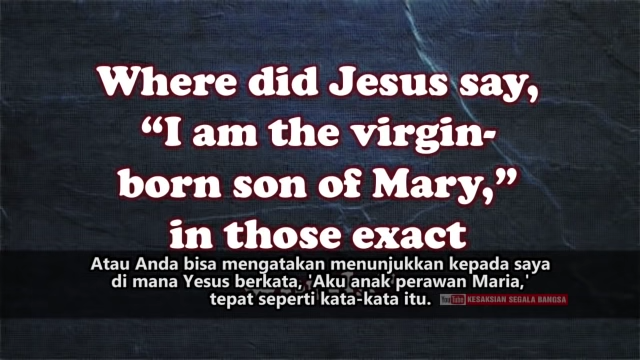 Where did Jesus say,
“I am the virgin-
born son of Mary,”
in those exact
Atau Anda bisa mengatakan menunjukkan kepada saya
di mana Yesus berkata, 'Aku anak perawan Maria,'
tepat seperti kata-kata itu.
YouTube KESAKSIAN SEGALA BANGSA